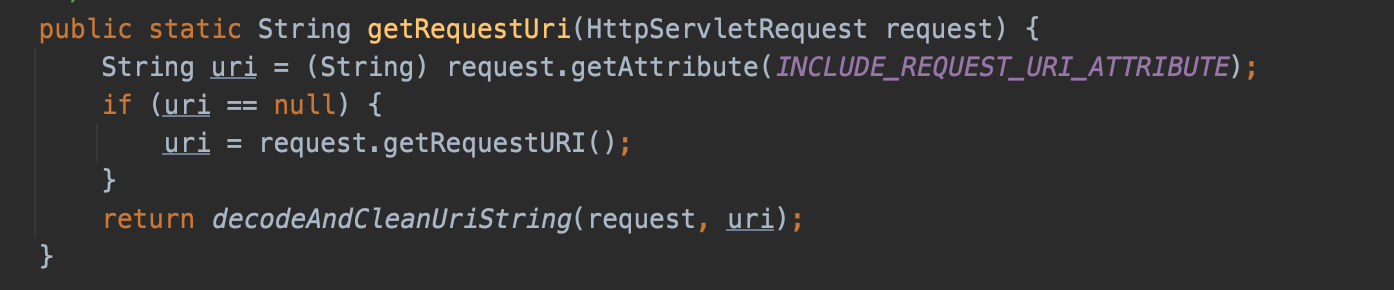 public static String getRequestUri(HttpServletRequest request) {
    String uri = (String) request.getAttribute(INCLUDE_REQUEST_URI_ATTRIBUTE);
    if (uri == null) {
        uri = request.getRequestURI();
    }
    return decodeAndCleanUriString(request, uri);
}